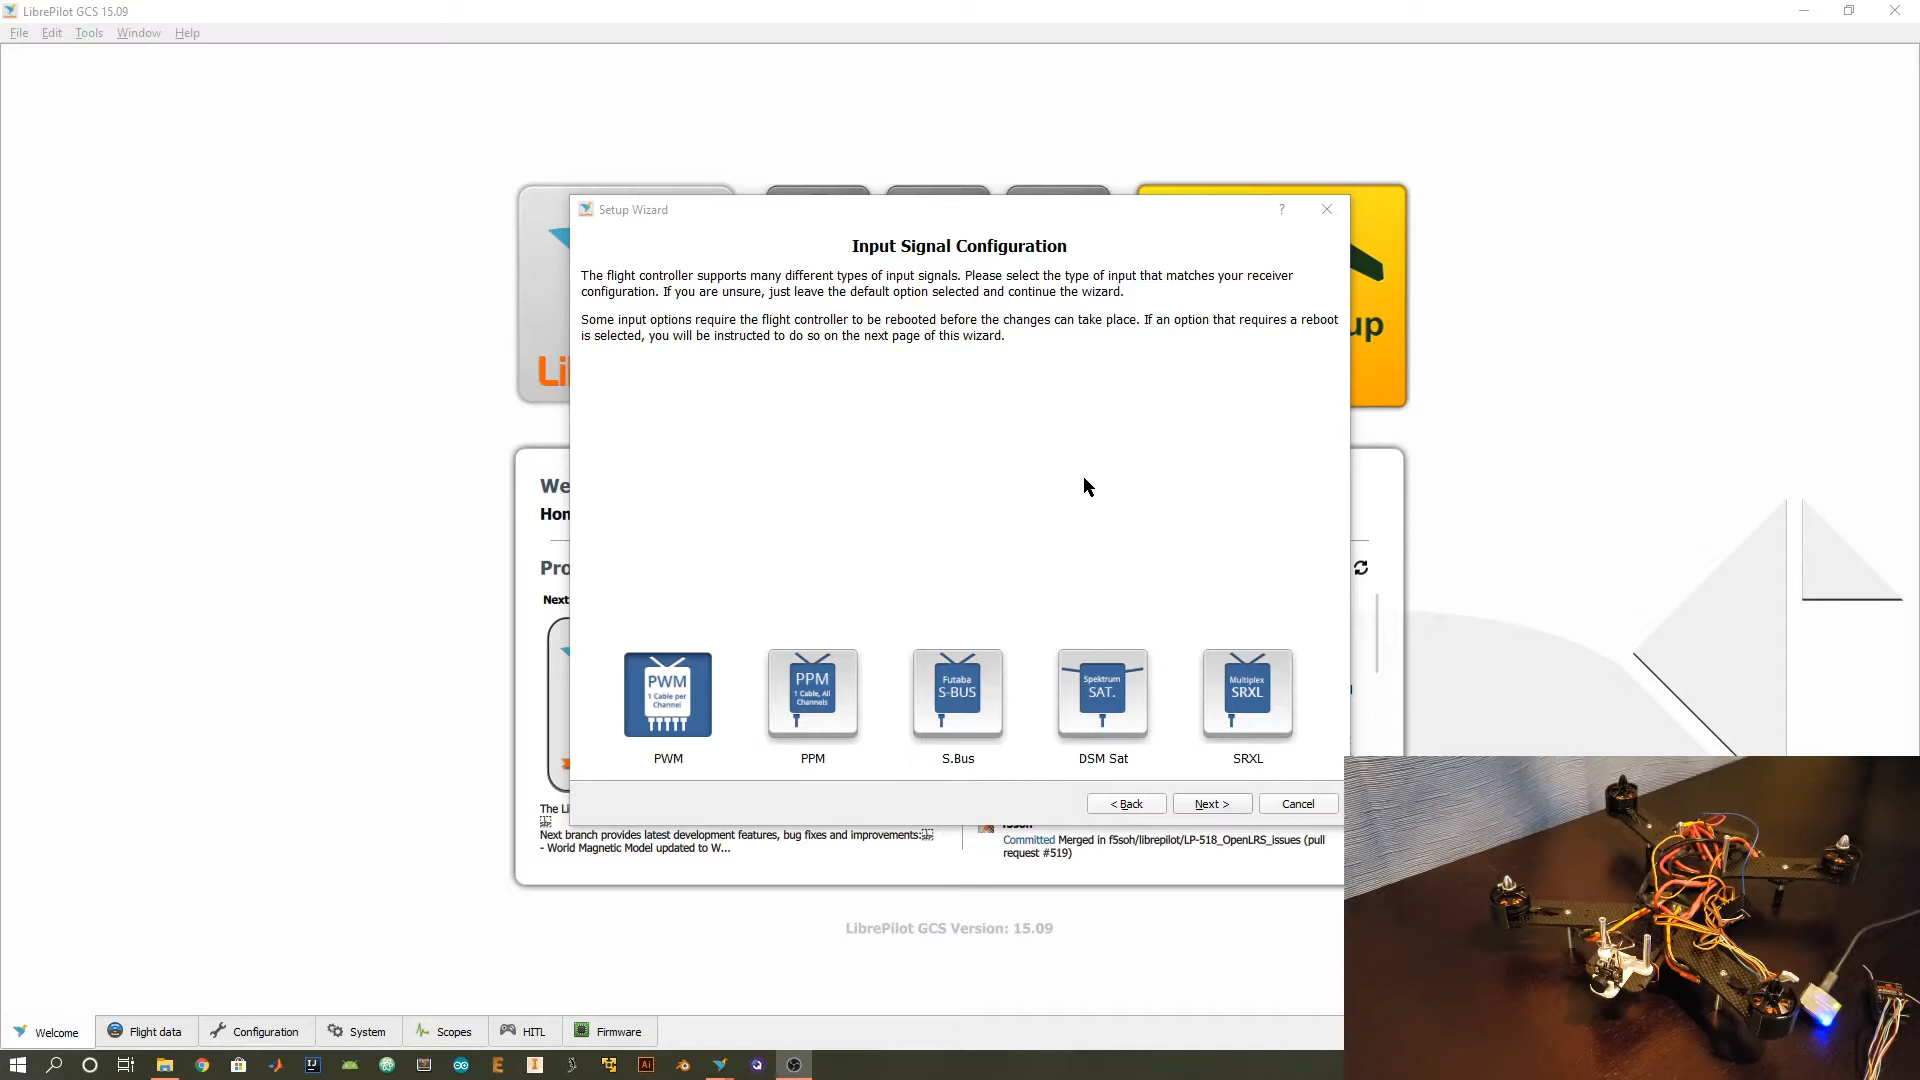 LibrePilot GCS 15.09
File Edit Tools Window Help
Setup Wizard
?
Input Signal Configuration
The flight controller supports many different types of input signals. Please select the type of input that matches your receiver
configuration. If you are unsure, just leave the default option selected and continue the wizard.
Some input options require the flight controller to be rebooted before the changes can take place. If an option that requires a reboot
is selected, you will be instructed to do so on the next page of this wizard.
Li
up
We
Hon
Pro
Next
PWM
1 Cable per
Channel
PPM
1 Cable, All
Channels
Futaba
S-BUS
Spektrum
SAT.
Multiplex
SRXL
PWM PPM S.Bus DSM Sat SRXL
< Back Next > Cancel
The Li
Next branch provides latest development features, bug fixes and improvements:
- World Magnetic Model updated to W...
f5soh
Committed Merged in f5soh/librepilot/LP-518_OpenLRS_issues (pull
request #519)
LibrePilot GCS Version: 15.09
Welcome Flight data Configuration System Scopes HITL Firmware
IJ
E
I
Ai